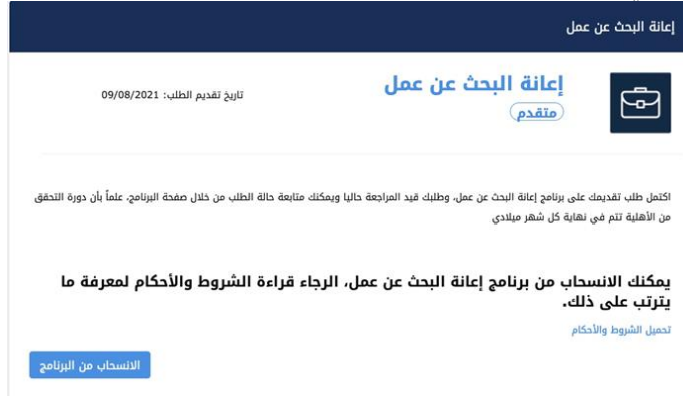 إعانة البحث عن عمل
إعانة البحث عن عمل
متقدم
تاريخ تقديم الطلب: 09/08/2021
اكتمل طلب تقديمك على برنامج إعانة البحث عن عمل، وطلبك قيد المراجعة حاليا ويمكنك متابعة حالة الطلب من خلال صفحة البرنامج، علماً بأن دورة التحقق
من الأهلية تتم في نهاية كل شهر ميلادي
يمكنك الانسحاب من برنامج إعانة البحث عن عمل، الرجاء قراءة الشروط والأحكام لمعرفة ما
يترتب على ذلك.
تحميل الشروط والأحكام
الانسحاب من البرنامج